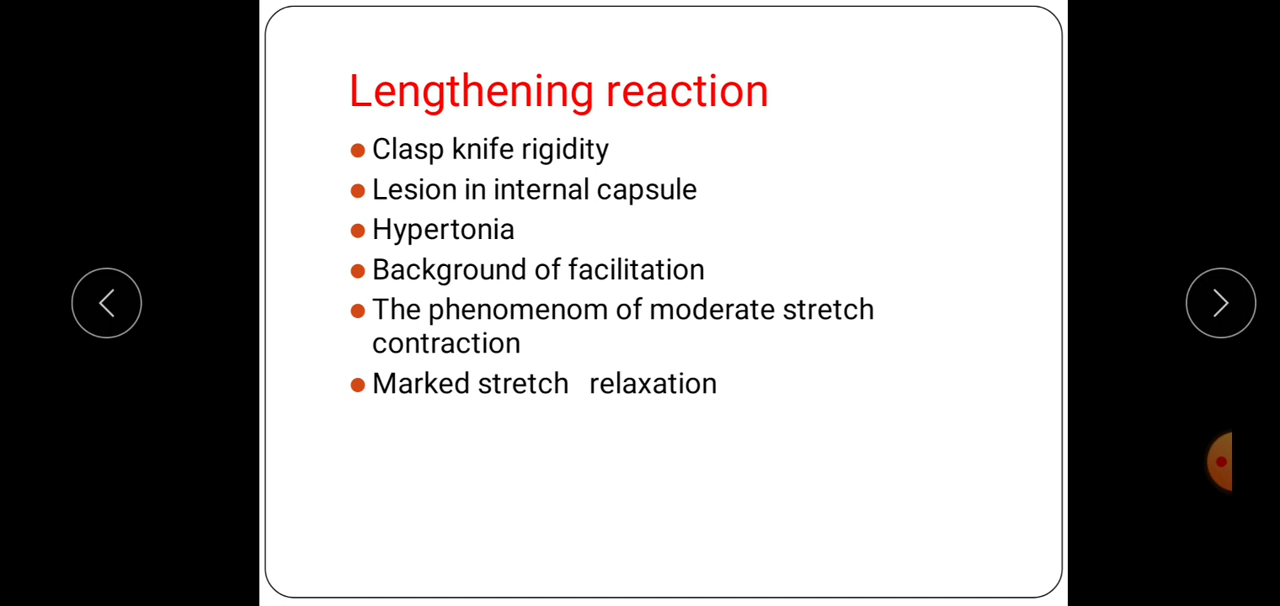 Lengthening reaction
Clasp knife rigidity
Lesion in internal capsule
Hypertonia
Background of facilitation
The phenomenom of moderate stretch
contraction
Marked stretch relaxation